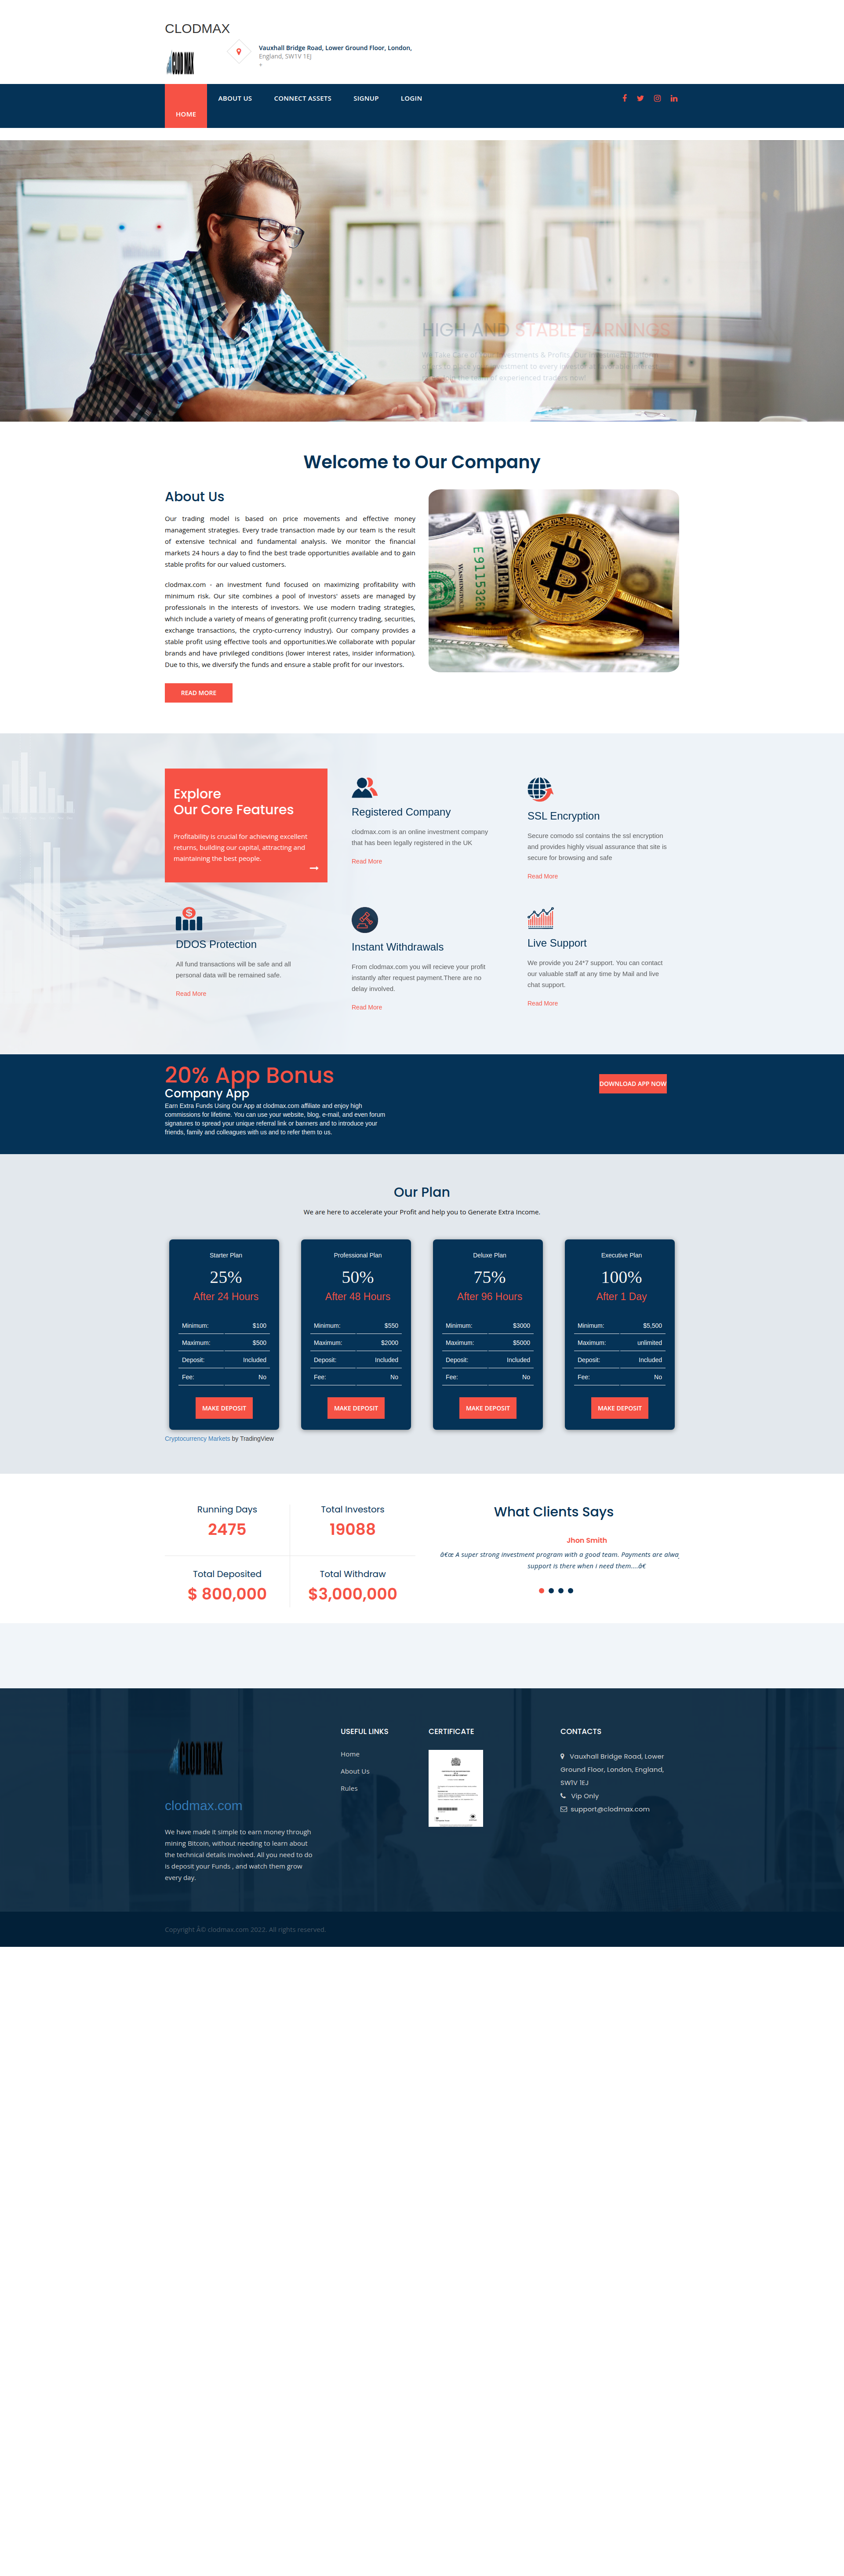 CLODMAX
CLOD MAX
Vauxhall Bridge Road, Lower Ground Floor, London,
England, SW1V 1EJ
+
HOME
ABOUT US
CONNECT ASSETS
SIGNUP
LOGIN
HIGH AND STABLE EARNINGS
Welcome to Our Company
About Us
Our trading model is based on price movements and effective money
management strategies. Every trade transaction made by our team is the result
of extensive technical and fundamental analysis. We monitor the financial
markets 24 hours a day to find the best trade opportunities available and to gain
stable profits for our valued customers.
clodmax.com - an investment fund focused on maximizing profitability with
minimum risk. Our site combines a pool of investors' assets are managed by
professionals in the interests of investors. We use modern trading strategies,
which include a variety of means of generating profit (currency trading, securities,
exchange transactions, the crypto-currency industry). Our company provides a
stable profit using effective tools and opportunities.We collaborate with popular
brands and have privileged conditions (lower interest rates, insider information).
Due to this, we diversify the funds and ensure a stable profit for our investors.
READ MORE
Explore
Our Core Features
Profitability is crucial for achieving excellent
returns, building our capital, attracting and
maintaining the best people.
Registered Company
clodmax.com is an online investment company
that has been legally registered in the UK
Read More
SSL Encryption
Secure comodo ssl contains the ssl encryption
and provides highly visual assurance that site is
secure for browsing and safe
Read More
DDOS Protection
All fund transactions will be safe and all
personal data will be remained safe.
Read More
Instant Withdrawals
From clodmax.com you will recieve your profit
instantly after request payment.There are no
delay involved.
Read More
Live Support
We provide you 24*7 support. You can contact
our valuable staff at any time by Mail and live
chat support.
Read More
20% App Bonus
Company App
Earn Extra Funds Using Our App at clodmax.com affiliate and enjoy high
commissions for lifetime. You can use your website, blog, e-mail, and even forum
signatures to spread your unique referral link or banners and to introduce your
friends, family and colleagues with us and to refer them to us.
DOWNLOAD APP NOW
Our Plan
We are here to accelerate your Profit and help you to Generate Extra Income.
Starter Plan
25%
After 24 Hours
Minimum: $100
Maximum: $500
Deposit: Included
Fee: No
MAKE DEPOSIT
Professional Plan
50%
After 48 Hours
Minimum: $550
Maximum: $2000
Deposit: Included
Fee: No
MAKE DEPOSIT
Deluxe Plan
75%
After 96 Hours
Minimum: $3000
Maximum: $5000
Deposit: Included
Fee: No
MAKE DEPOSIT
Executive Plan
100%
After 1 Day
Minimum: $5,500
Maximum: unlimited
Deposit: Included
Fee: No
MAKE DEPOSIT
Cryptocurrency Markets by TradingView
Running Days
2475
Total Investors
19088
Total Deposited
$ 800,000
Total Withdraw
$3,000,000
What Clients Says
Jhon Smith
â€œ A super strong investment program with a good team. Payments are alwa
support is there when i need them....â€
CLOD MAX
clodmax.com
We have made it simple to earn money through
mining Bitcoin, without needing to learn about
the technical details involved. All you need to do
is deposit your Funds , and watch them grow
every day.
USEFUL LINKS
Home
About Us
Rules
CERTIFICATE
CONTACTS
Vauxhall Bridge Road, Lower
Ground Floor, London, England,
SW1V 1EJ
Vip Only
support@clodmax.com
Copyright Â© clodmax.com 2022. All rights reserved.